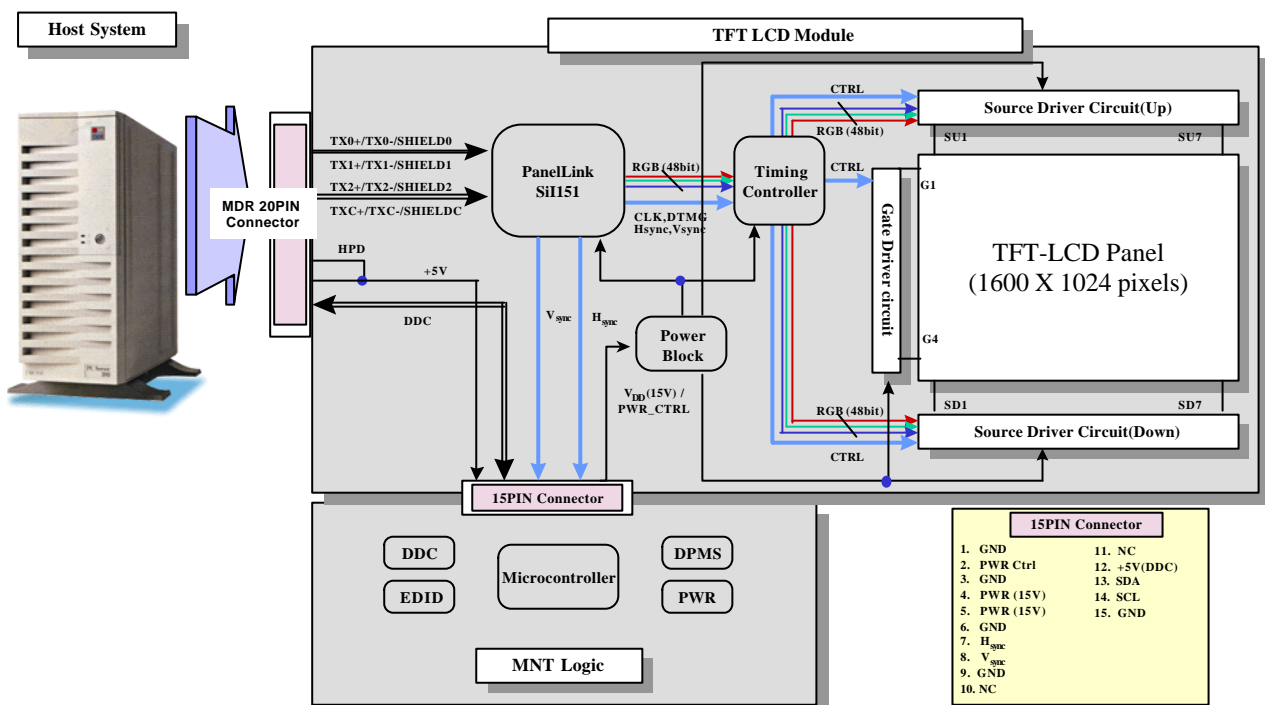 Host System
TFT LCD Module
CTRL
Source Driver Circuit(Up)
RGB (48bit)
SU1
SU7
TX0+/TX0-/SHIELD0
TX1+/TX1-/SHIELD1
TX2+/TX2-/SHIELD2
TXC+/TXC-/SHIELDC
MDR 20PIN
Connector
PanelLink
SiI151
RGB (48bit)
CLK,DTMG
Hsync,Vsync
Timing
Controller
CTRL
G1
Gate Driver circuit
TFT-LCD Panel
(1600 X 1024 pixels)
HPD
+5V
DDC
Vsync
Hsync
Power
Block
G4
VDD(15V) /
PWR_CTRL
RGB (48bit)
SD1
SD7
CTRL
Source Driver Circuit(Down)
PC Server
15PIN Connector
DDC
EDID
Microcontroller
DPMS
PWR
MNT Logic
15PIN Connector
1. GND
2. PWR Ctrl
3. GND
4. PWR (15V)
5. PWR (15V)
6. GND
7. Hsync
8. Vsync
9. GND
10. NC
11. NC
12. +5V(DDC)
13. SDA
14. SCL
15. GND